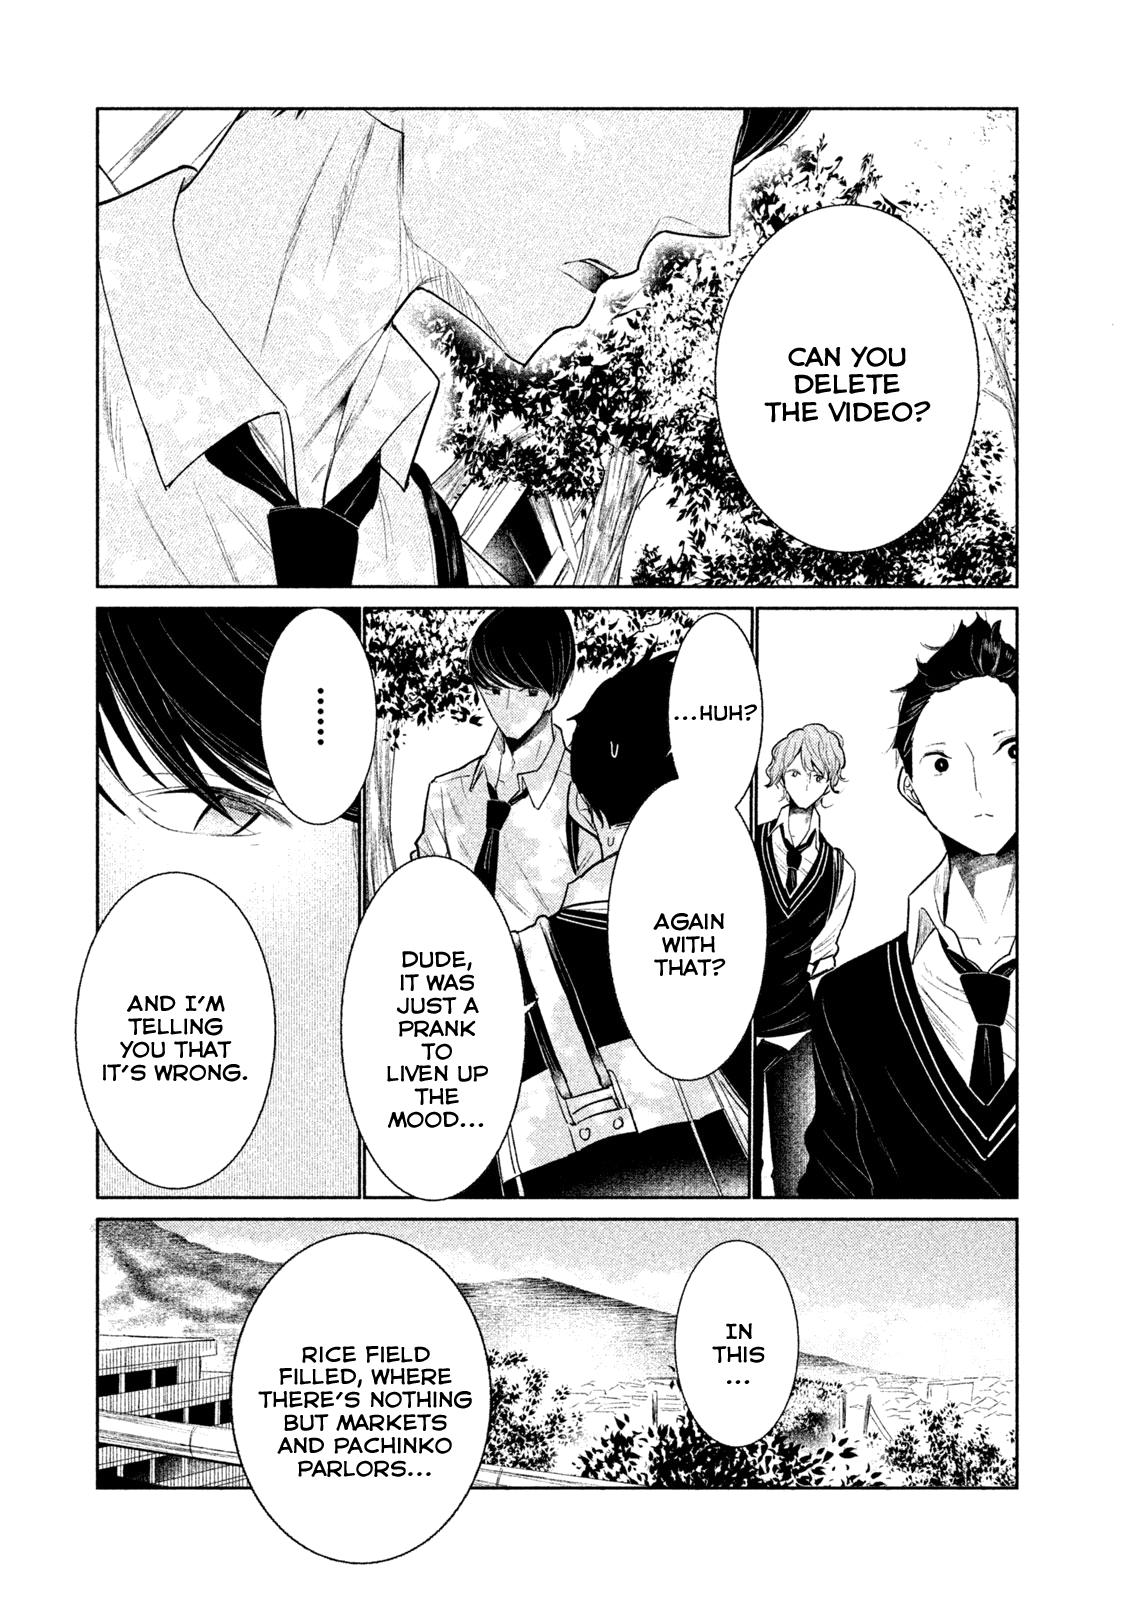 CAN YOU
DELETE
THE VIDEO?
...HUH?
AGAIN
WITH
THAT?
DUDE,
IT WAS
JUST A
PRANK
TO
LIVEN UP
THE
MOOD...
......
AND I'M
TELLING
YOU THAT
IT'S WRONG.
IN
THIS
...
RICE FIELD
FILLED, WHERE
THERE'S NOTHING
BUT MARKETS
AND PACHINKO
PARLORS...